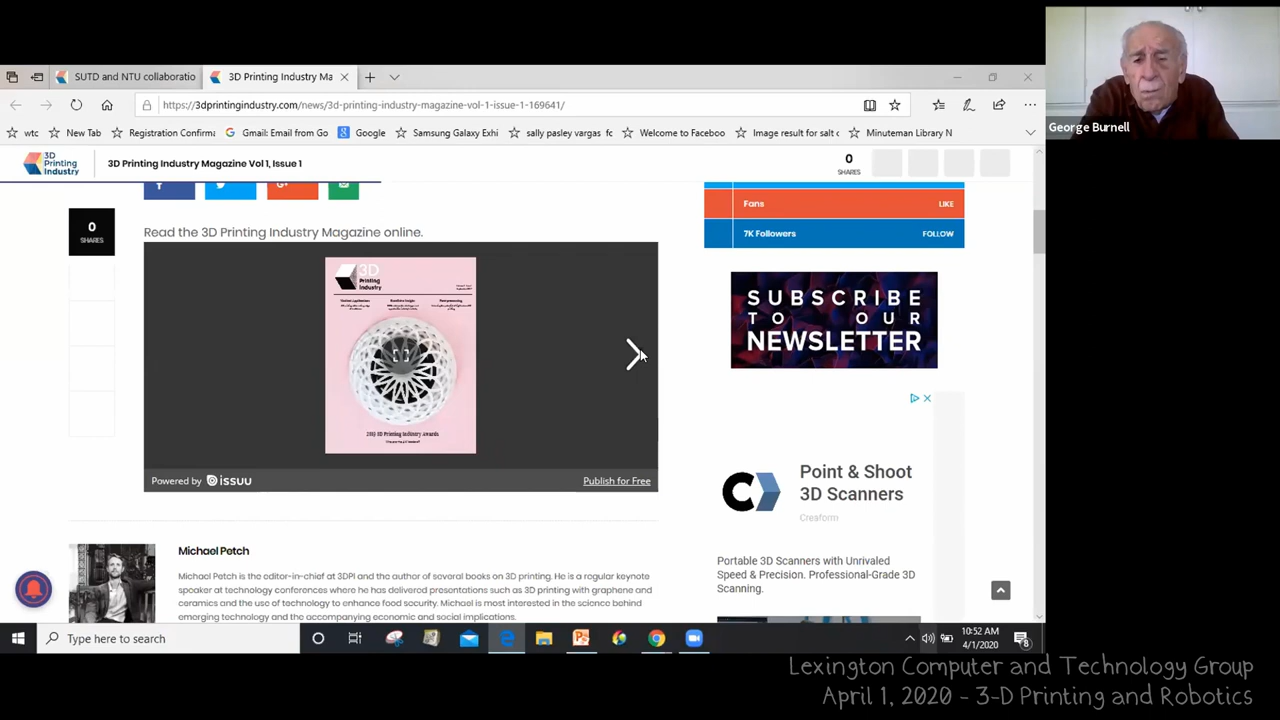 SUTD and NTU collaboratio
3D Printing Industry Ma
George Burnell
https://3dprintingindustry.com/news/3d-printing-industry-magazine-vol-1-issue-1-169641/
wtc
New Tab
Registration Confirma
Gmail: Email from Go
Google
Samsung Galaxy Exhi
sally pasley vargas fc
Welcome to Faceboo
Image result for salt c
Minuteman Library N
3D
Printing
Industry
3D Printing Industry Magazine Vol 1, Issue 1
0
SHARES
0
SHARES
Fans
LIKE
7K Followers
FOLLOW
Read the 3D Printing Industry Magazine online.
3D
Printing
Industry
2019 3D Printing Industry Awards
Powered by issuu
Publish for Free
SUBSCRIBE
TO OUR
NEWSLETTER
Point & Shoot
3D Scanners
Creaform
Portable 3D Scanners with Unrivaled
Speed & Precision. Professional-Grade 3D
Scanning.
Michael Petch
Michael Petch is the editor-in-chief at 3DPI and the author of several books on 3D printing. He is a regular keynote
speaker at technology conferences where he has delivered presentations such as 3D printing with graphene and
ceramics and the use of technology to enhance food security. Michael is most interested in the science behind
emerging technology and the accompanying economic and social implications.
Type here to search
10:52 AM
4/1/2020
8
Lexington Computer and Technology Group
April 1, 2020 - 3-D Printing and Robotics